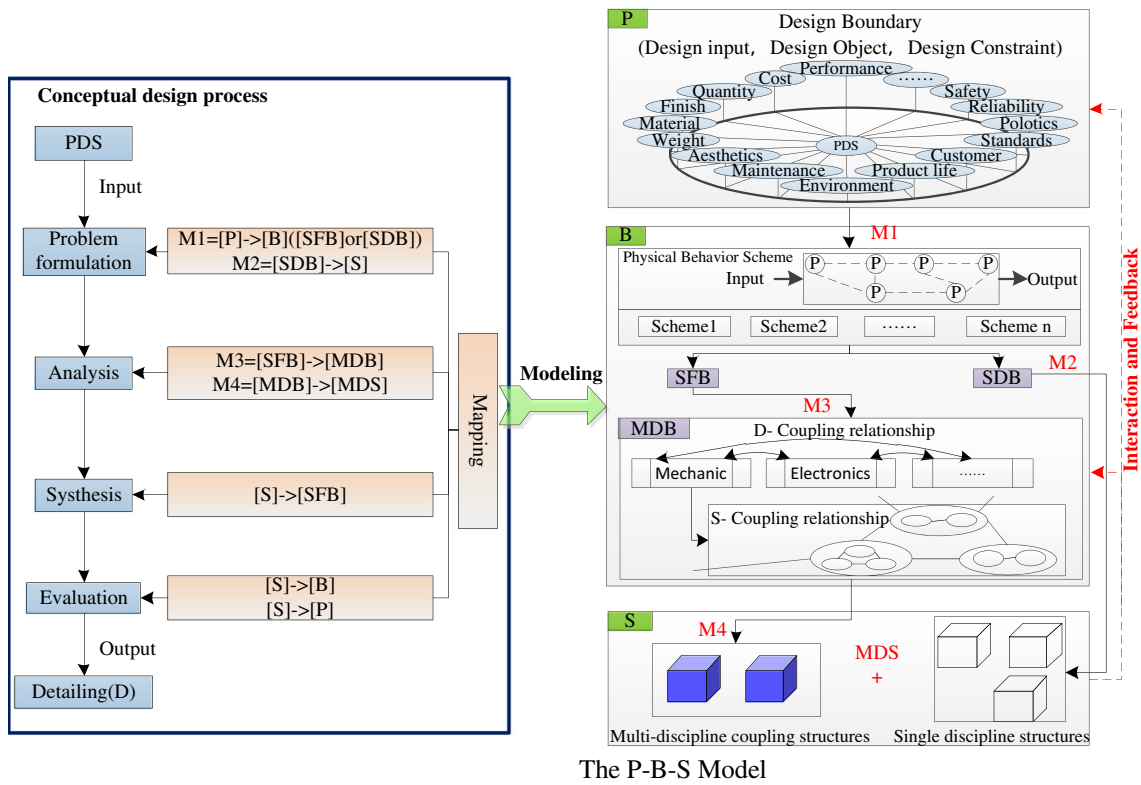 Conceptual design process
PDS
Input
Problem
formulation
M1=[P]->[B]([SFB]or[SDB])
M2=[SDB]->[S]
Analysis
M3=[SFB]->[MDB]
M4=[MDB]->[MDS]
Systhesis
[S]->[SFB]
Evaluation
[S]->[B]
[S]->[P]
Output
Detailing(D)
Mapping
Modeling
P
Design Boundary
(Design input, Design Object, Design Constraint)
Performance
Cost
……
Quantity
Safety
Finish
Reliability
Material
Polotics
Weight
PDS
Standards
Aesthetics
Customer
Maintenance
Product life
Environment
M1
B
Physical Behavior Scheme
Input
P
P
P
P
P
P
Output
Scheme1
Scheme2
……
Scheme n
SFB
SDB
M2
M3
MDB
D- Coupling relationship
Mechanic
Electronics
……
S- Coupling relationship
S
M4
MDS
+
Multi-discipline coupling structures
Single discipline structures
Interaction and Feedback
The P-B-S Model